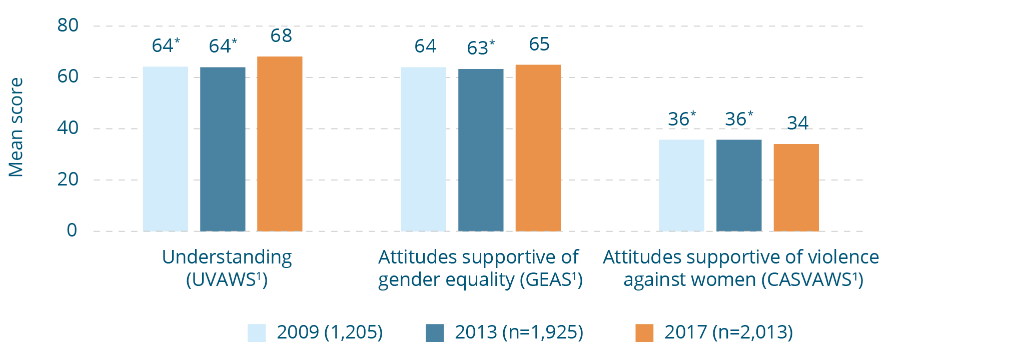 80
68
64*
64*
64
63*
65
60
Mean score
40
36*
36*
34
20
0
Understanding
(UVAWS¹)
Attitudes supportive of
gender equality (GEAS¹)
Attitudes supportive of violence
against women (CASVAWS¹)
2009 (1,205)
2013 (n=1,925)
2017 (n=2,013)